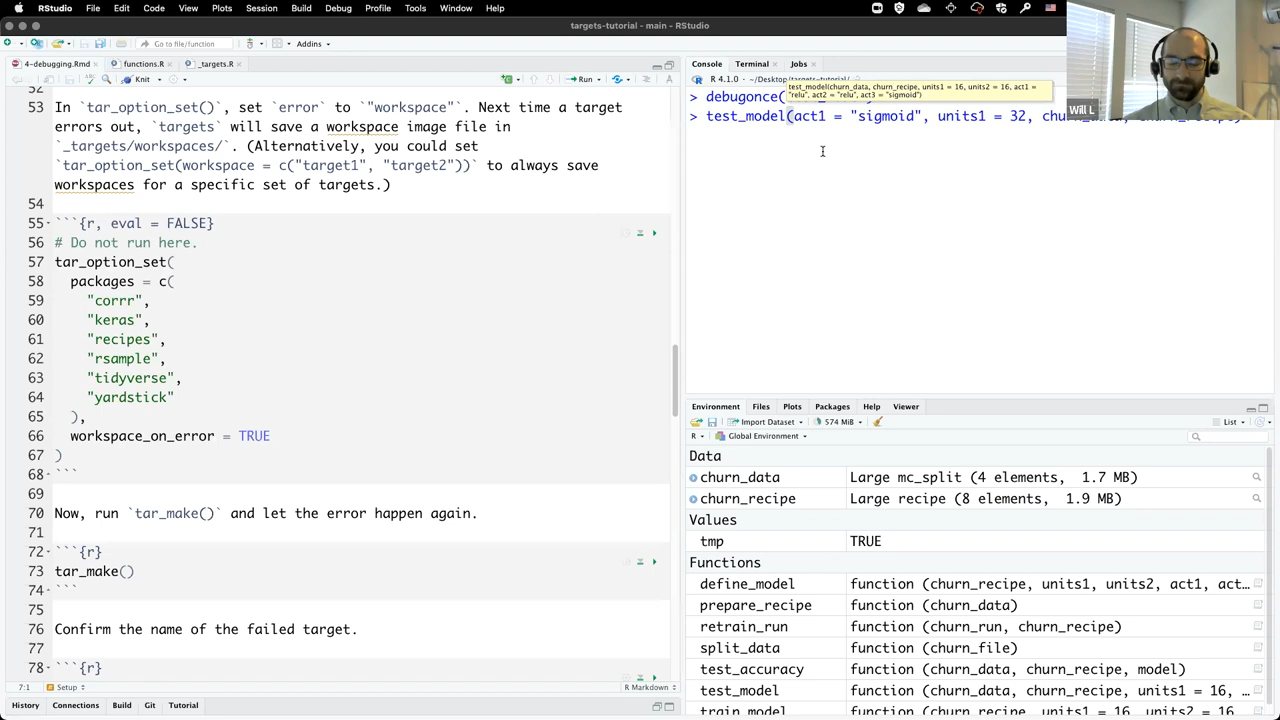 RStudio File Edit Code View Plots Session Build Debug Profile Tools Window Help
targets-tutorial - main - RStudio
Go to file/function Addins
4-debugging.Rmd functions.R _targets.R
Knit Run
53 In `tar_option_set()`, set `error` to `"workspace"`. Next time a target
errors out, `targets` will save a workspace image file in
`_targets/workspaces/`. (Alternatively, you could set
`tar_option_set(workspace = c("target1", "target2"))` to always save
workspaces for a specific set of targets.)
54
55 ```{r, eval = FALSE}
56 # Do not run here.
57 tar_option_set(
58 packages = c(
59 "corrr",
60 "keras",
61 "recipes",
62 "rsample",
63 "tidyverse",
64 "yardstick"
65 ),
66 workspace_on_error = TRUE
67 )
68 ```
69
70 Now, run `tar_make()` and let the error happen again.
71
72 ```{r}
73 tar_make()
74 ```
75
76 Confirm the name of the failed target.
77
78 ```{r}
7:1 Setup R Markdown
Console Terminal Jobs
R 4.1.0 · ~/Desktop/targets-tutorial/
test_model(churn_data, churn_recipe, units1 = 16, units2 = 16, act1 =
"relu", act2 = "relu", act3 = "sigmoid")
> debugonce(
> test_model(act1 = "sigmoid", units1 = 32,
Will L
Environment Files Plots Packages Help Viewer
Import Dataset 574 MiB List
R Global Environment
Data
churn_data Large mc_split (4 elements, 1.7 MB)
churn_recipe Large recipe (8 elements, 1.9 MB)
Values
tmp TRUE
Functions
define_model function (churn_recipe, units1, units2, act1, act…
prepare_recipe function (churn_data)
retrain_run function (churn_run, churn_recipe)
split_data function (churn_file)
test_accuracy function (churn_data, churn_recipe, model)
test_model function (churn_data, churn_recipe, units1 = 16,…
train_model function (churn_recipe, units1 = 16, units2 = 16,
Find in Files Connections Build Git Tutorial